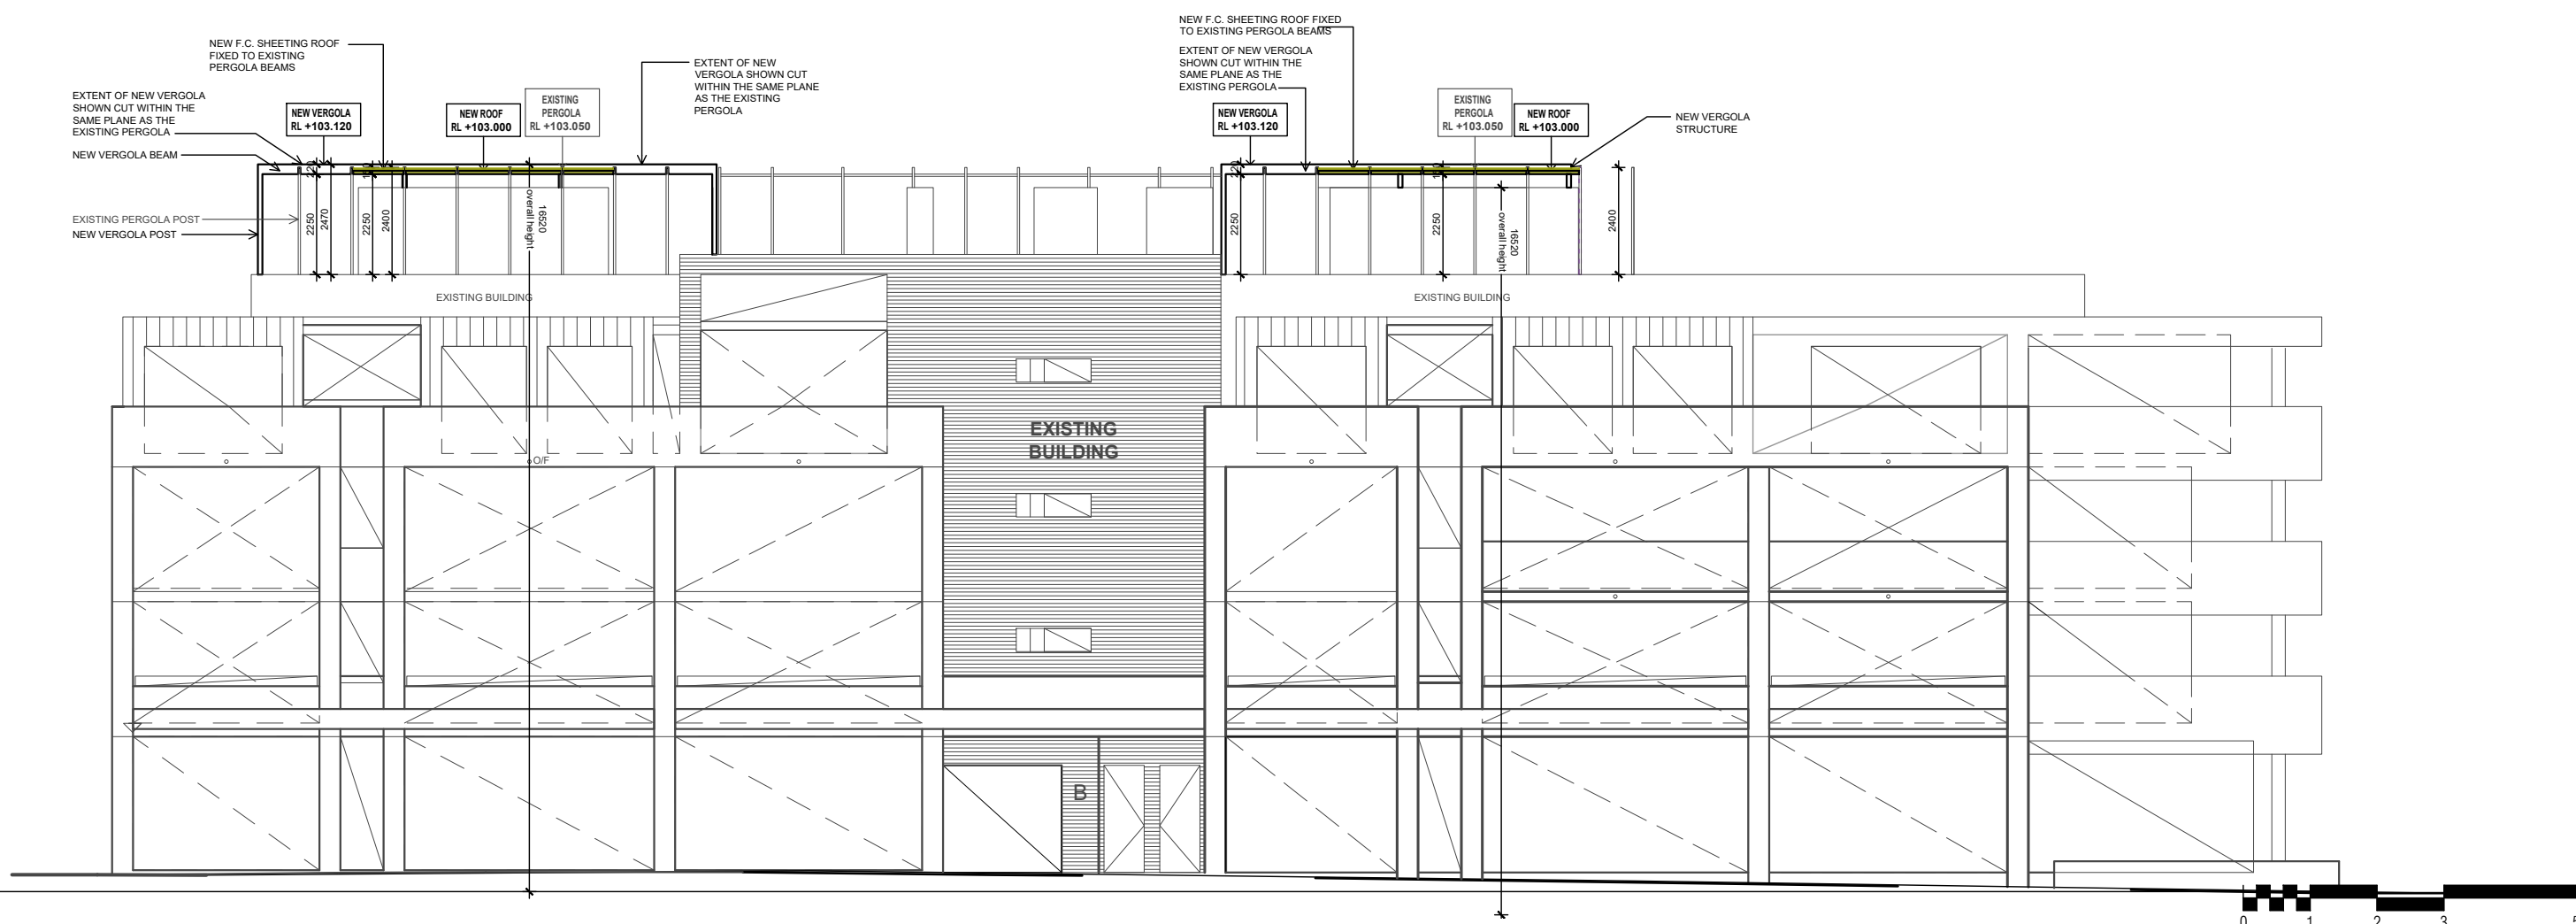 NEW F.C. SHEETING ROOF
FIXED TO EXISTING
PERGOLA BEAMS
EXTENT OF NEW VERGOLA
SHOWN CUT WITHIN THE
SAME PLANE AS THE
EXISTING PERGOLA
NEW VERGOLA
RL +103.120
NEW ROOF
RL +103.000
EXISTING
PERGOLA
RL +103.050
EXTENT OF NEW
VERGOLA SHOWN CUT
WITHIN THE SAME PLANE
AS THE EXISTING
PERGOLA
NEW VERGOLA BEAM
EXISTING PERGOLA POST
NEW VERGOLA POST
220
2250
2470
2250
2400
16520
overall height
NEW F.C. SHEETING ROOF FIXED
TO EXISTING PERGOLA BEAMS
EXTENT OF NEW VERGOLA
SHOWN CUT WITHIN THE
SAME PLANE AS THE
EXISTING PERGOLA
NEW VERGOLA
RL +103.120
EXISTING
PERGOLA
RL +103.050
NEW ROOF
RL +103.000
NEW VERGOLA
STRUCTURE
220
2250
2250
16520
overall height
2400
EXISTING BUILDING
EXISTING BUILDING
EXISTING
BUILDING
O/F
B
0 1 2 3